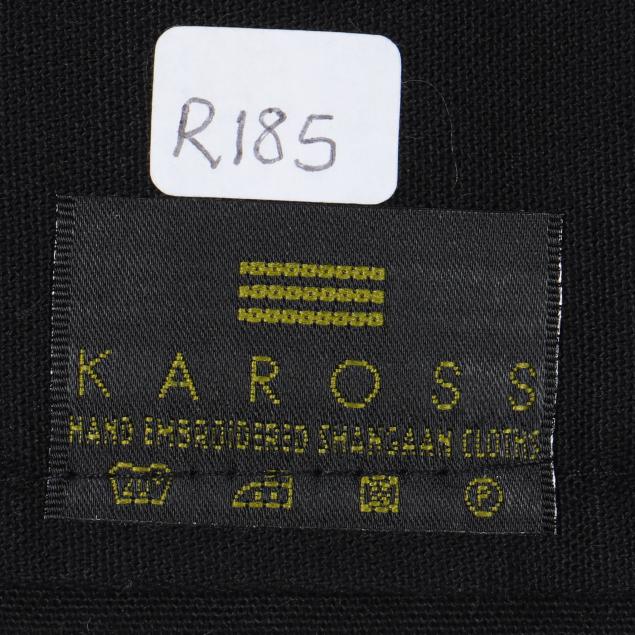 R185
KAROSS
HAND EMBROIDERED SHANGAAN CLOTHS
P